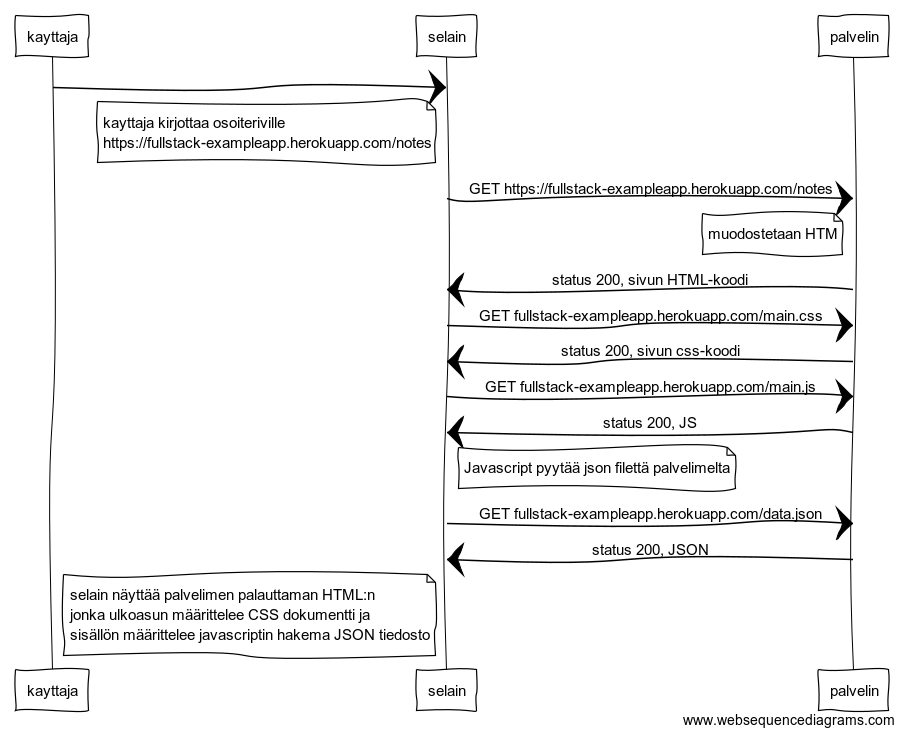 kayttaja
selain
palvelin
kayttaja kirjottaa osoiteriville
https://fullstack-exampleapp.herokuapp.com/notes
GET https://fullstack-exampleapp.herokuapp.com/notes
muodostetaan HTM
status 200, sivun HTML-koodi
GET fullstack-exampleapp.herokuapp.com/main.css
status 200, sivun css-koodi
GET fullstack-exampleapp.herokuapp.com/main.js
status 200, JS
Javascript pyytää json filettä palvelimelta
GET fullstack-exampleapp.herokuapp.com/data.json
status 200, JSON
selain näyttää palvelimen palauttaman HTML:n
jonka ulkoasun määrittelee CSS dokumentti ja
sisällön määrittelee javascriptin hakema JSON tiedosto
kayttaja
selain
palvelin
www.websequencediagrams.com